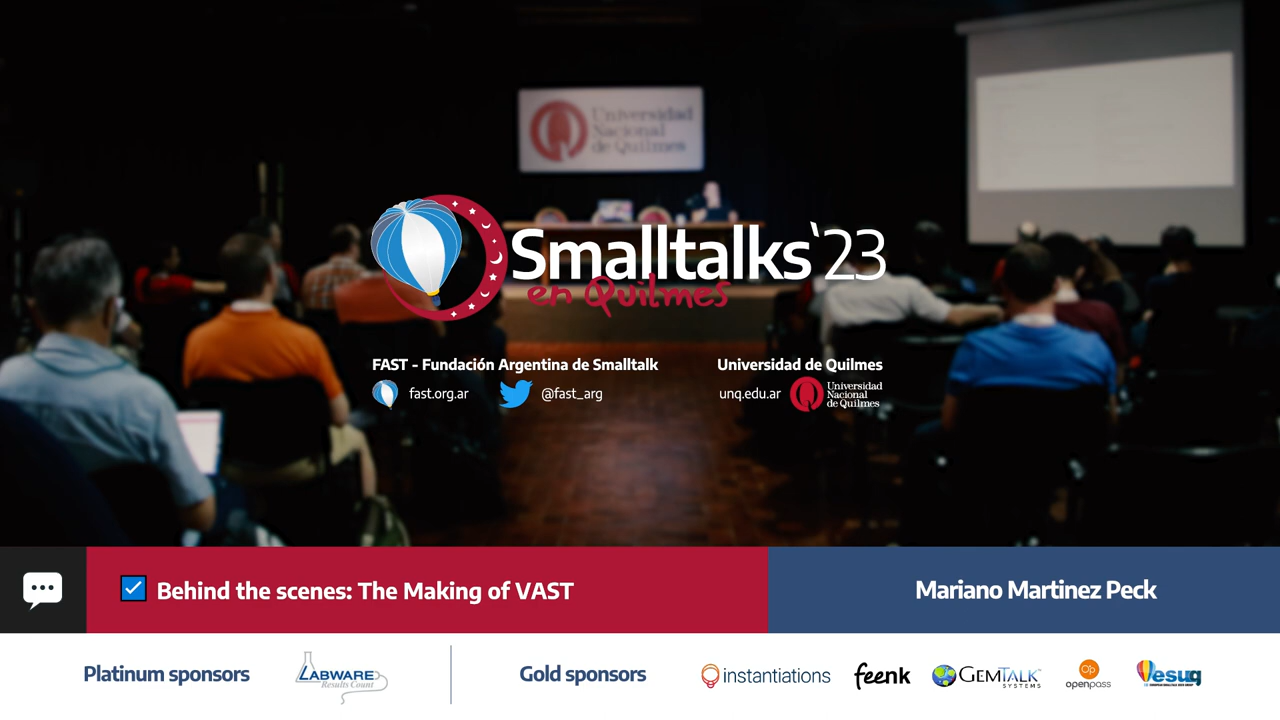 Universidad
Nacional
de Quilmes
Smalltalks`23
en Quilmes
FAST - Fundación Argentina de Smalltalk
fast.org.ar
@fast_arg
Universidad de Quilmes
unq.edu.ar
Universidad
Nacional
de Quilmes
Behind the scenes: The Making of VAST
Mariano Martinez Peck
Platinum sponsors
LABWARE
Results Count
Gold sponsors
instantiations
feenk
GEMTALK
SYSTEMS
openpass
esug